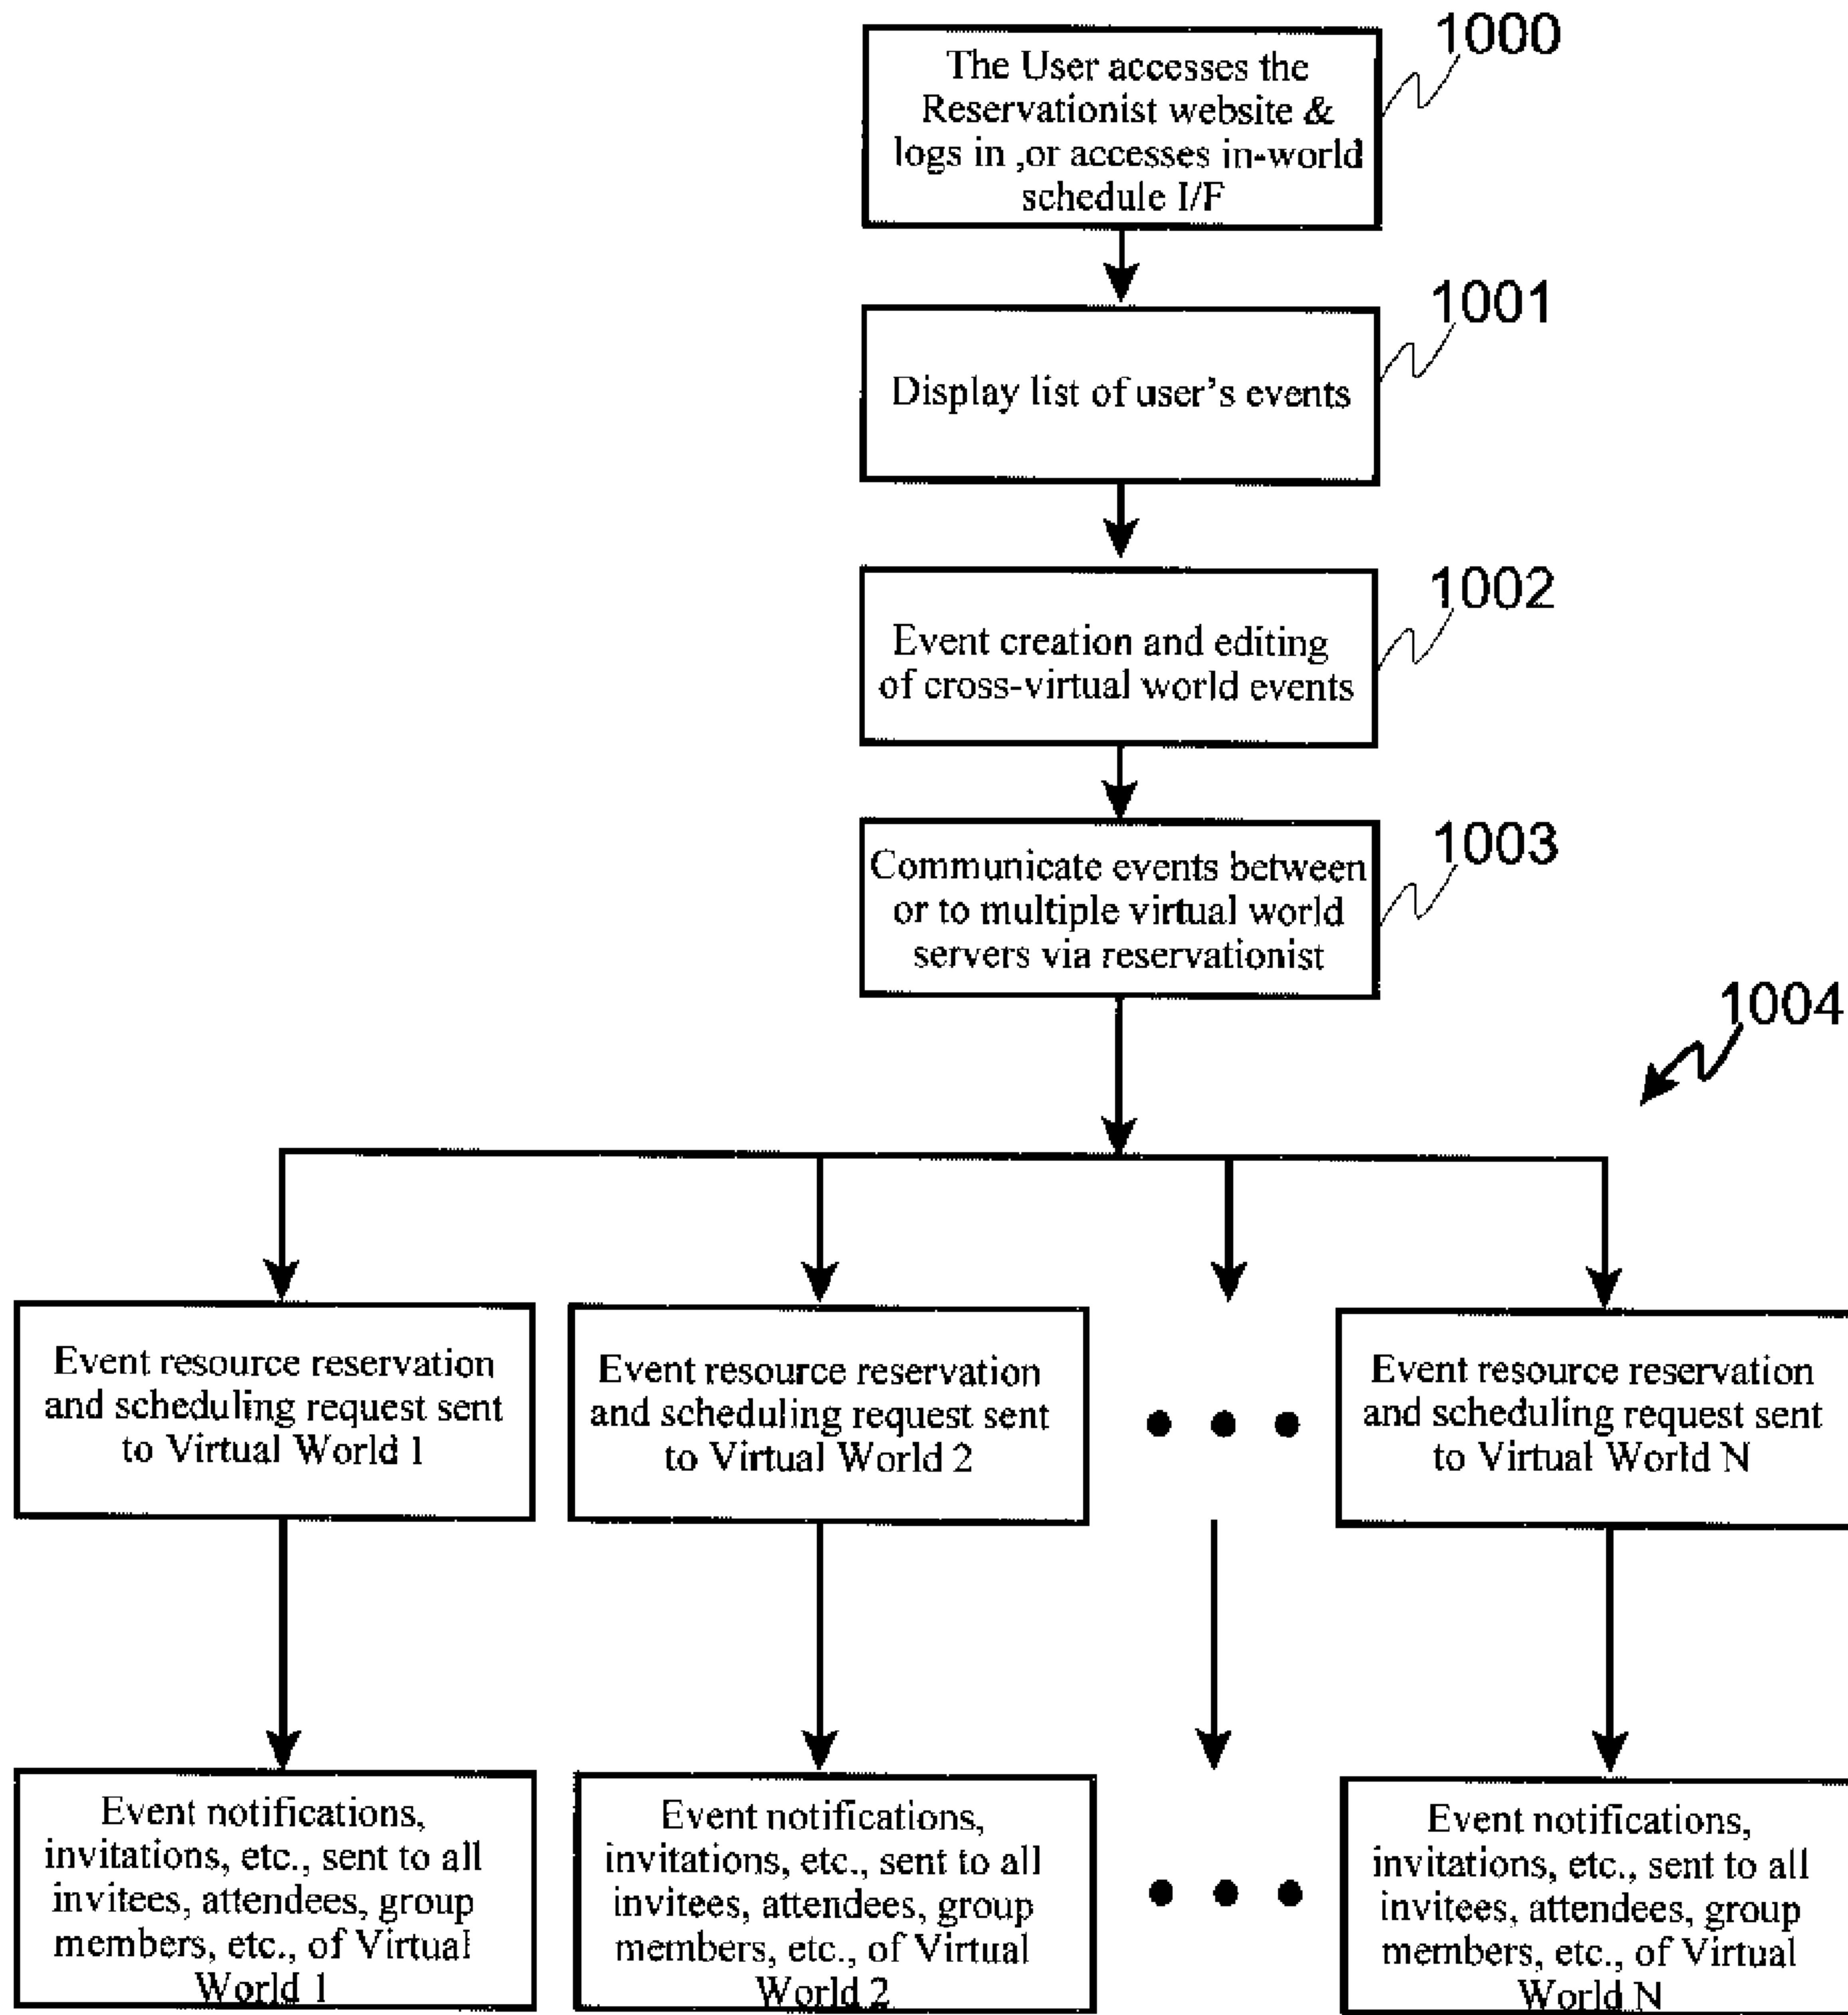 1000
The User accesses the
Reservationist website &
logs in ,or accesses in-world
schedule I/F
1001
Display list of user's events
1002
Event creation and editing
of cross-virtual world events
1003
Communicate events between
or to multiple virtual world
servers via reservationist
1004
Event resource reservation
and scheduling request sent
to Virtual World 1
Event resource reservation
and scheduling request sent
to Virtual World 2
Event resource reservation
and scheduling request sent
to Virtual World N
Event notifications,
invitations, etc., sent to all
invitees, attendees, group
members, etc., of Virtual
World 1
Event notifications,
invitations, etc., sent to all
invitees, attendees, group
members, etc., of Virtual
World 2
Event notifications,
invitations, etc., sent to all
invitees, attendees, group
members, etc., of Virtual
World N